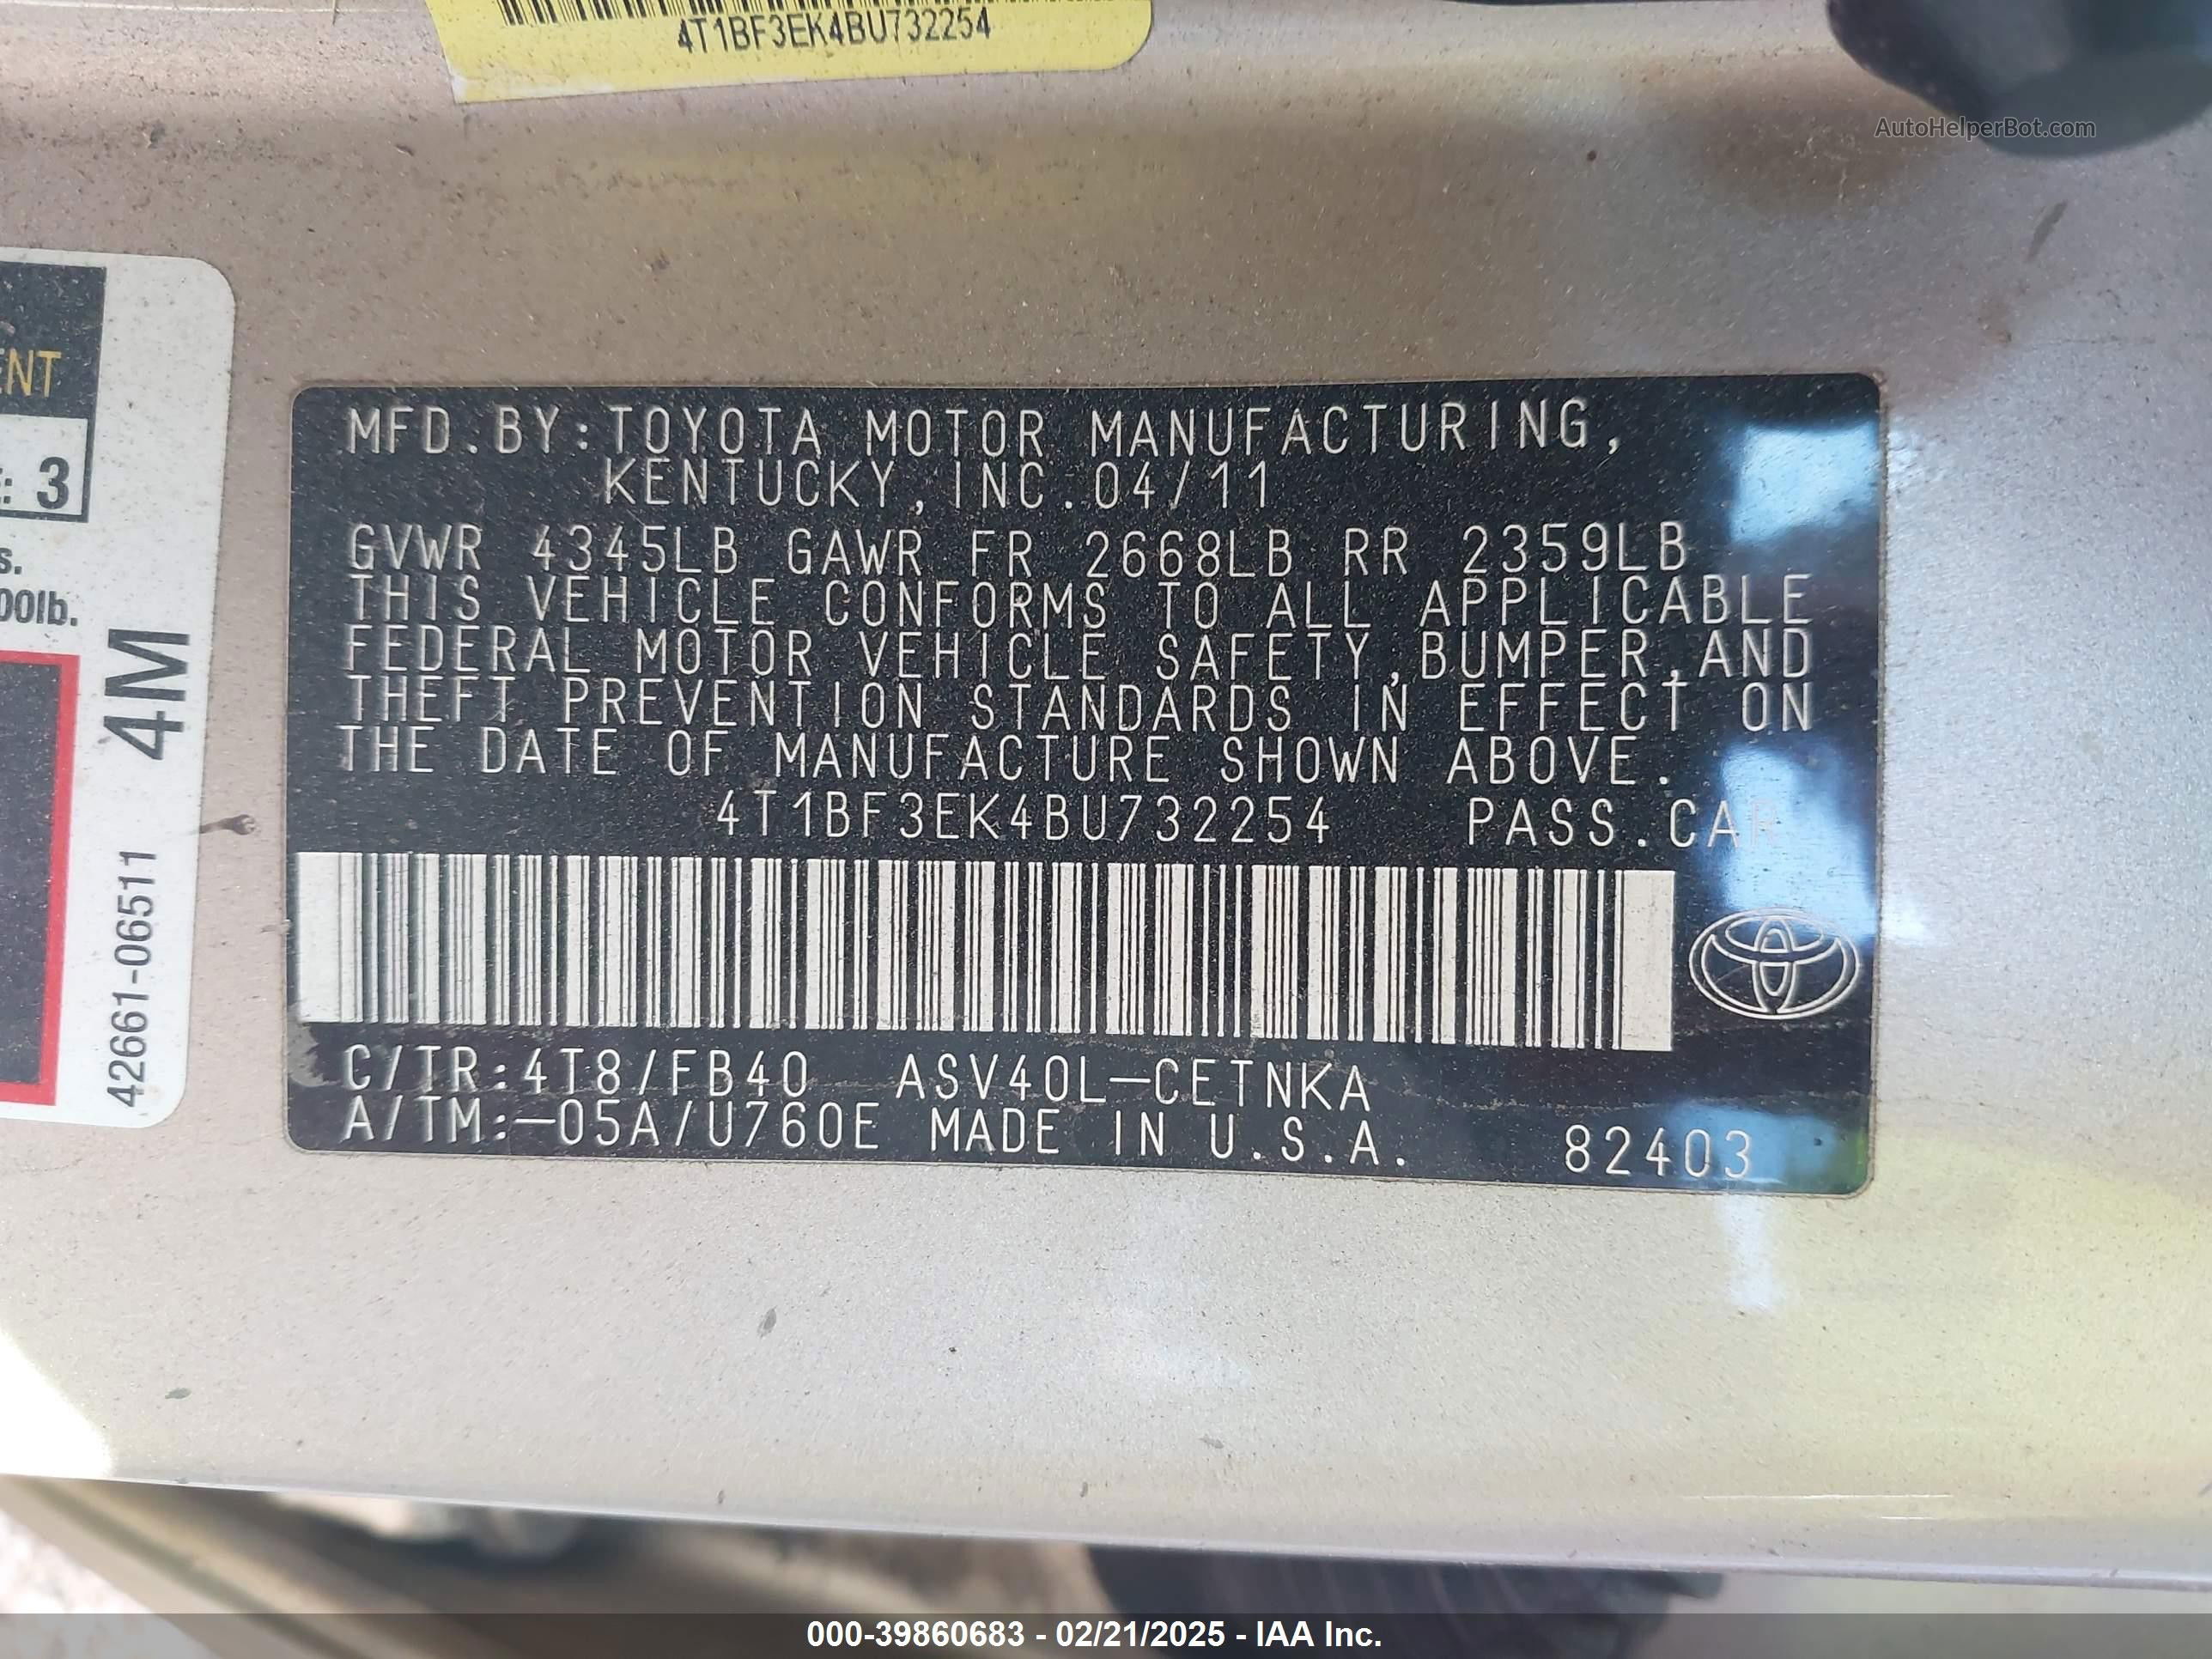 4T1BF3EK4BU732254
AutoHelperBot.com
ENT
: 3
s.
00lb.
4M
42661-06511
MFD.BY:TOYOTA MOTOR MANUFACTURING,
KENTUCKY,INC.04/11
GVWR 4345LB GAWR FR 2668LB RR 2359LB
THIS VEHICLE CONFORMS TO ALL APPLICABLE
FEDERAL MOTOR VEHICLE SAFETY,BUMPER,AND
THEFT PREVENTION STANDARDS IN EFFECT ON
THE DATE OF MANUFACTURE SHOWN ABOVE.
4T1BF3EK4BU732254 PASS.CAR
C/TR:4T8/FB40 ASV40L-CETNKA
A/TM:-05A/U760E MADE IN U.S.A. 82403
000-39860683 - 02/21/2025 - IAA Inc.